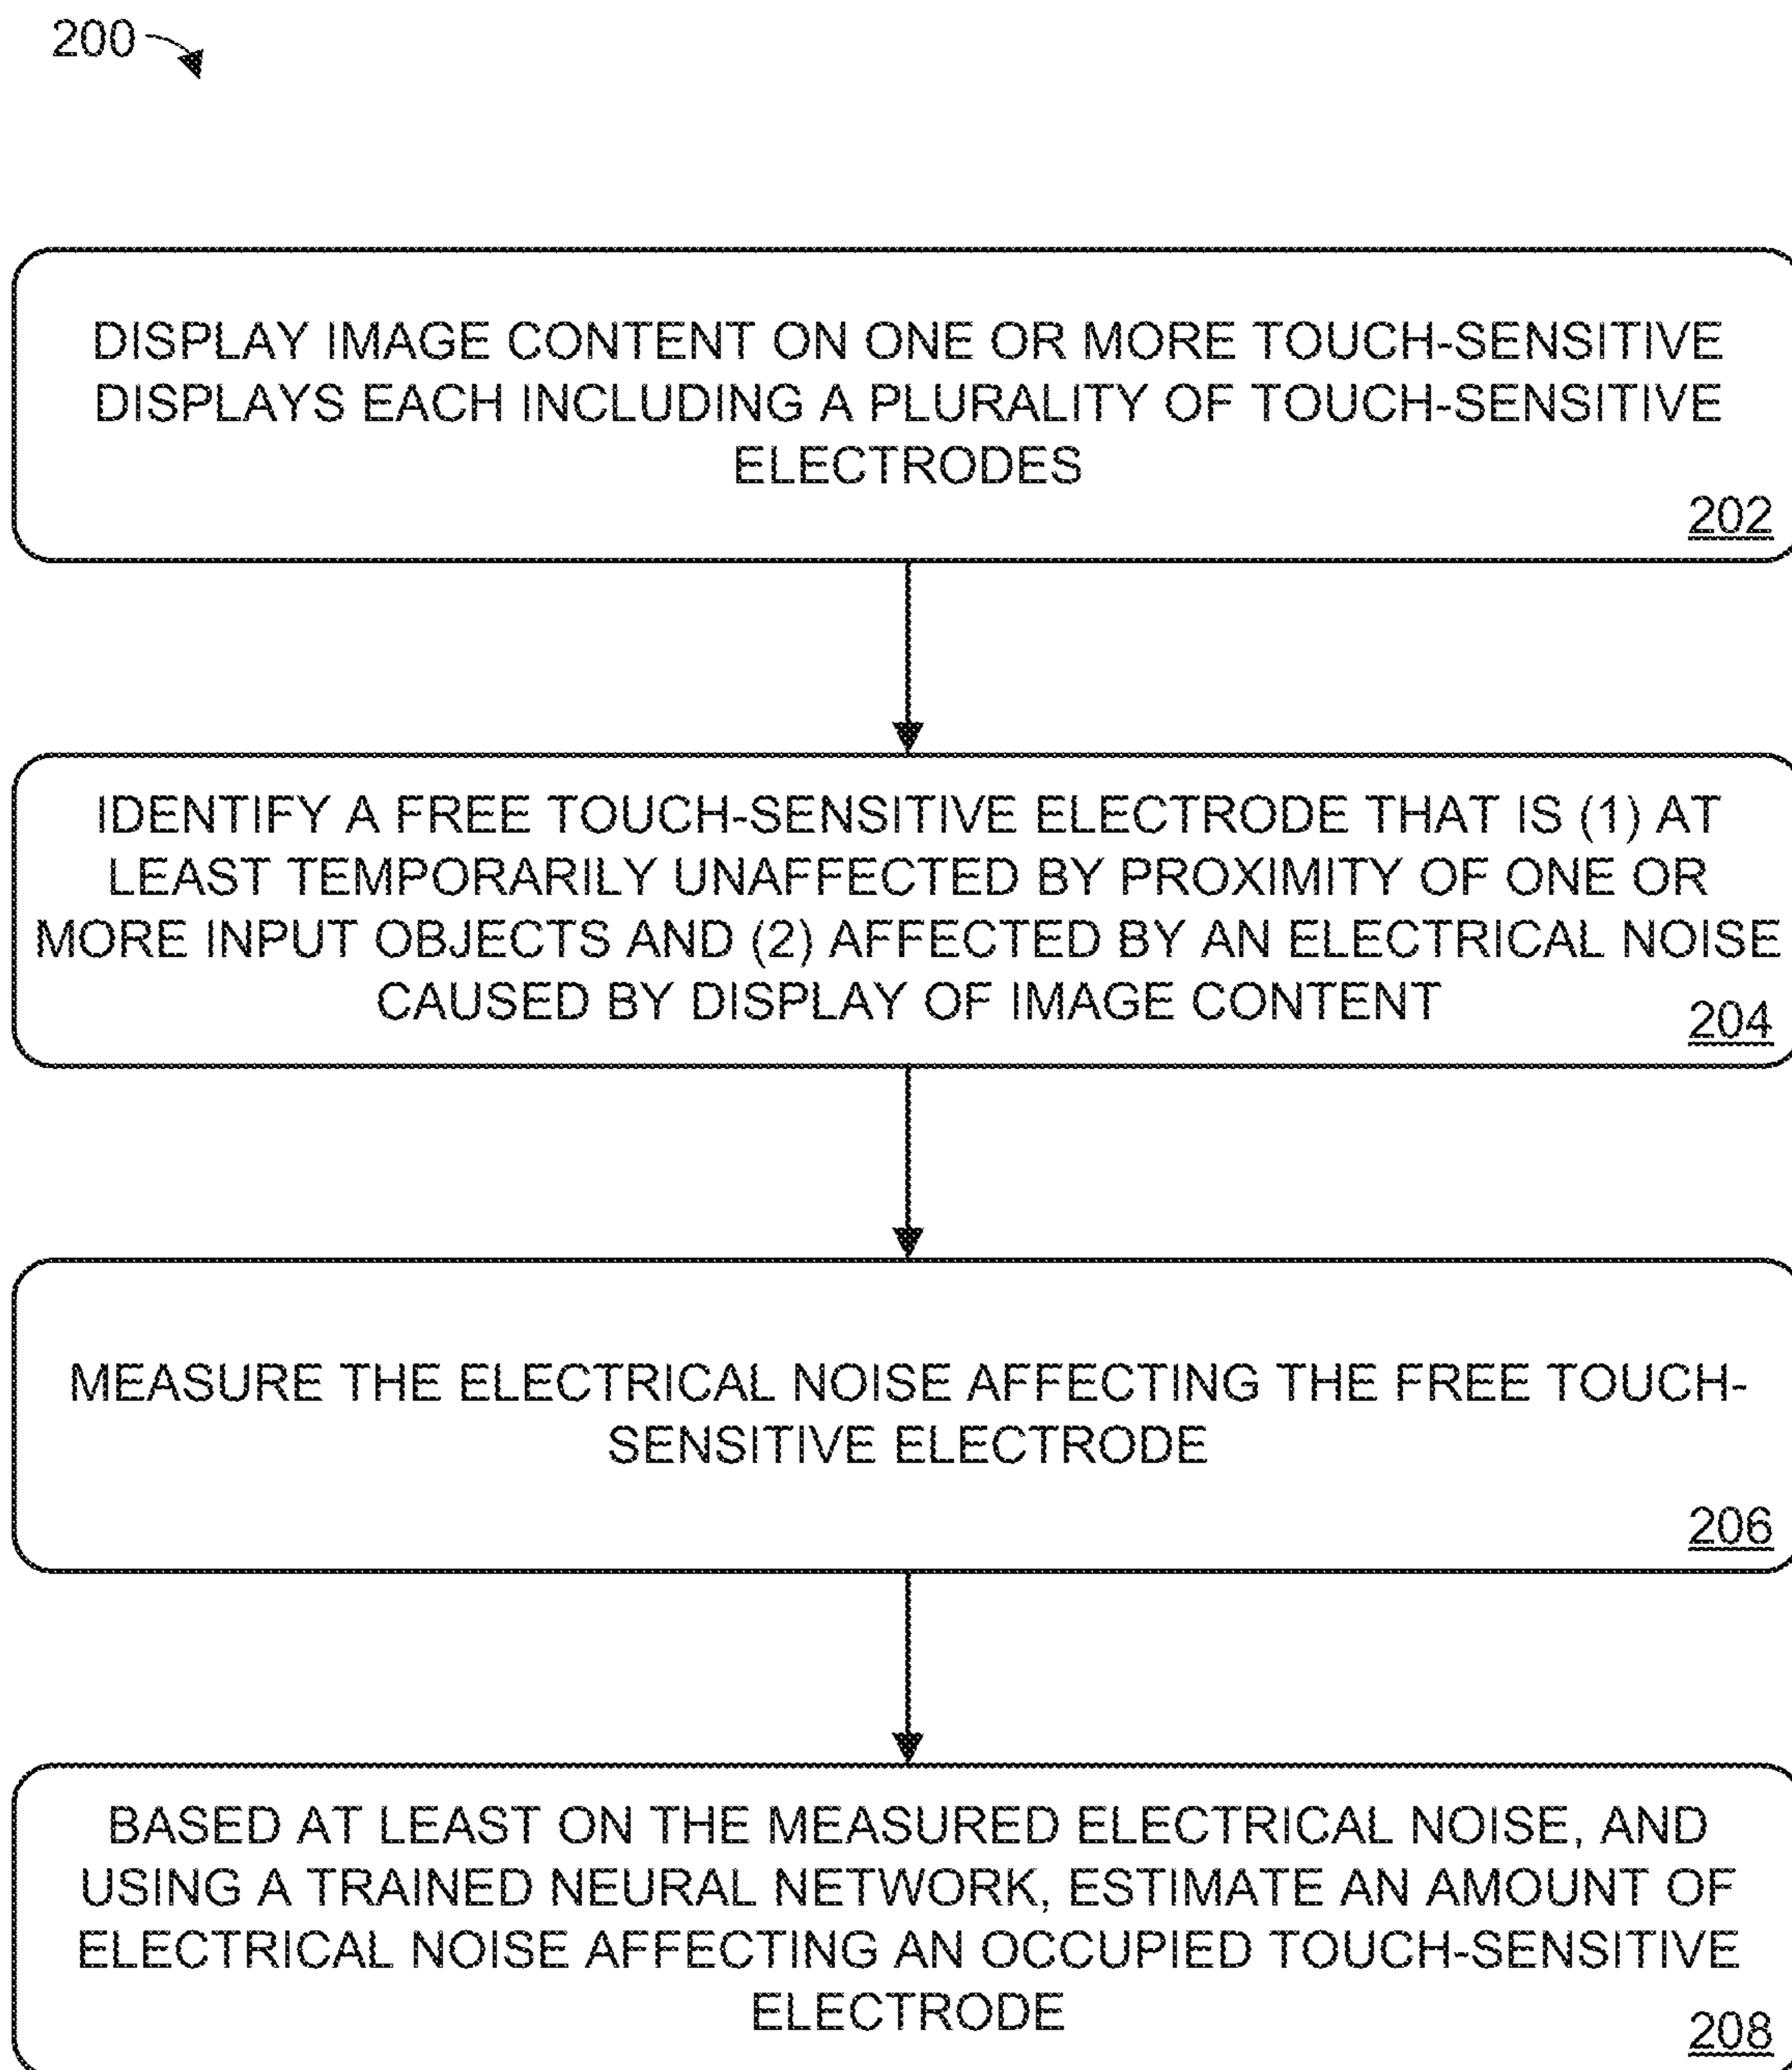 200
DISPLAY IMAGE CONTENT ON ONE OR MORE TOUCH-SENSITIVE
DISPLAYS EACH INCLUDING A PLURALITY OF TOUCH-SENSITIVE
ELECTRODES
202
IDENTIFY A FREE TOUCH-SENSITIVE ELECTRODE THAT IS (1) AT
LEAST TEMPORARILY UNAFFECTED BY PROXIMITY OF ONE OR
MORE INPUT OBJECTS AND (2) AFFECTED BY AN ELECTRICAL NOISE
CAUSED BY DISPLAY OF IMAGE CONTENT
204
MEASURE THE ELECTRICAL NOISE AFFECTING THE FREE TOUCH-
SENSITIVE ELECTRODE
206
BASED AT LEAST ON THE MEASURED ELECTRICAL NOISE, AND
USING A TRAINED NEURAL NETWORK, ESTIMATE AN AMOUNT OF
ELECTRICAL NOISE AFFECTING AN OCCUPIED TOUCH-SENSITIVE
ELECTRODE
208